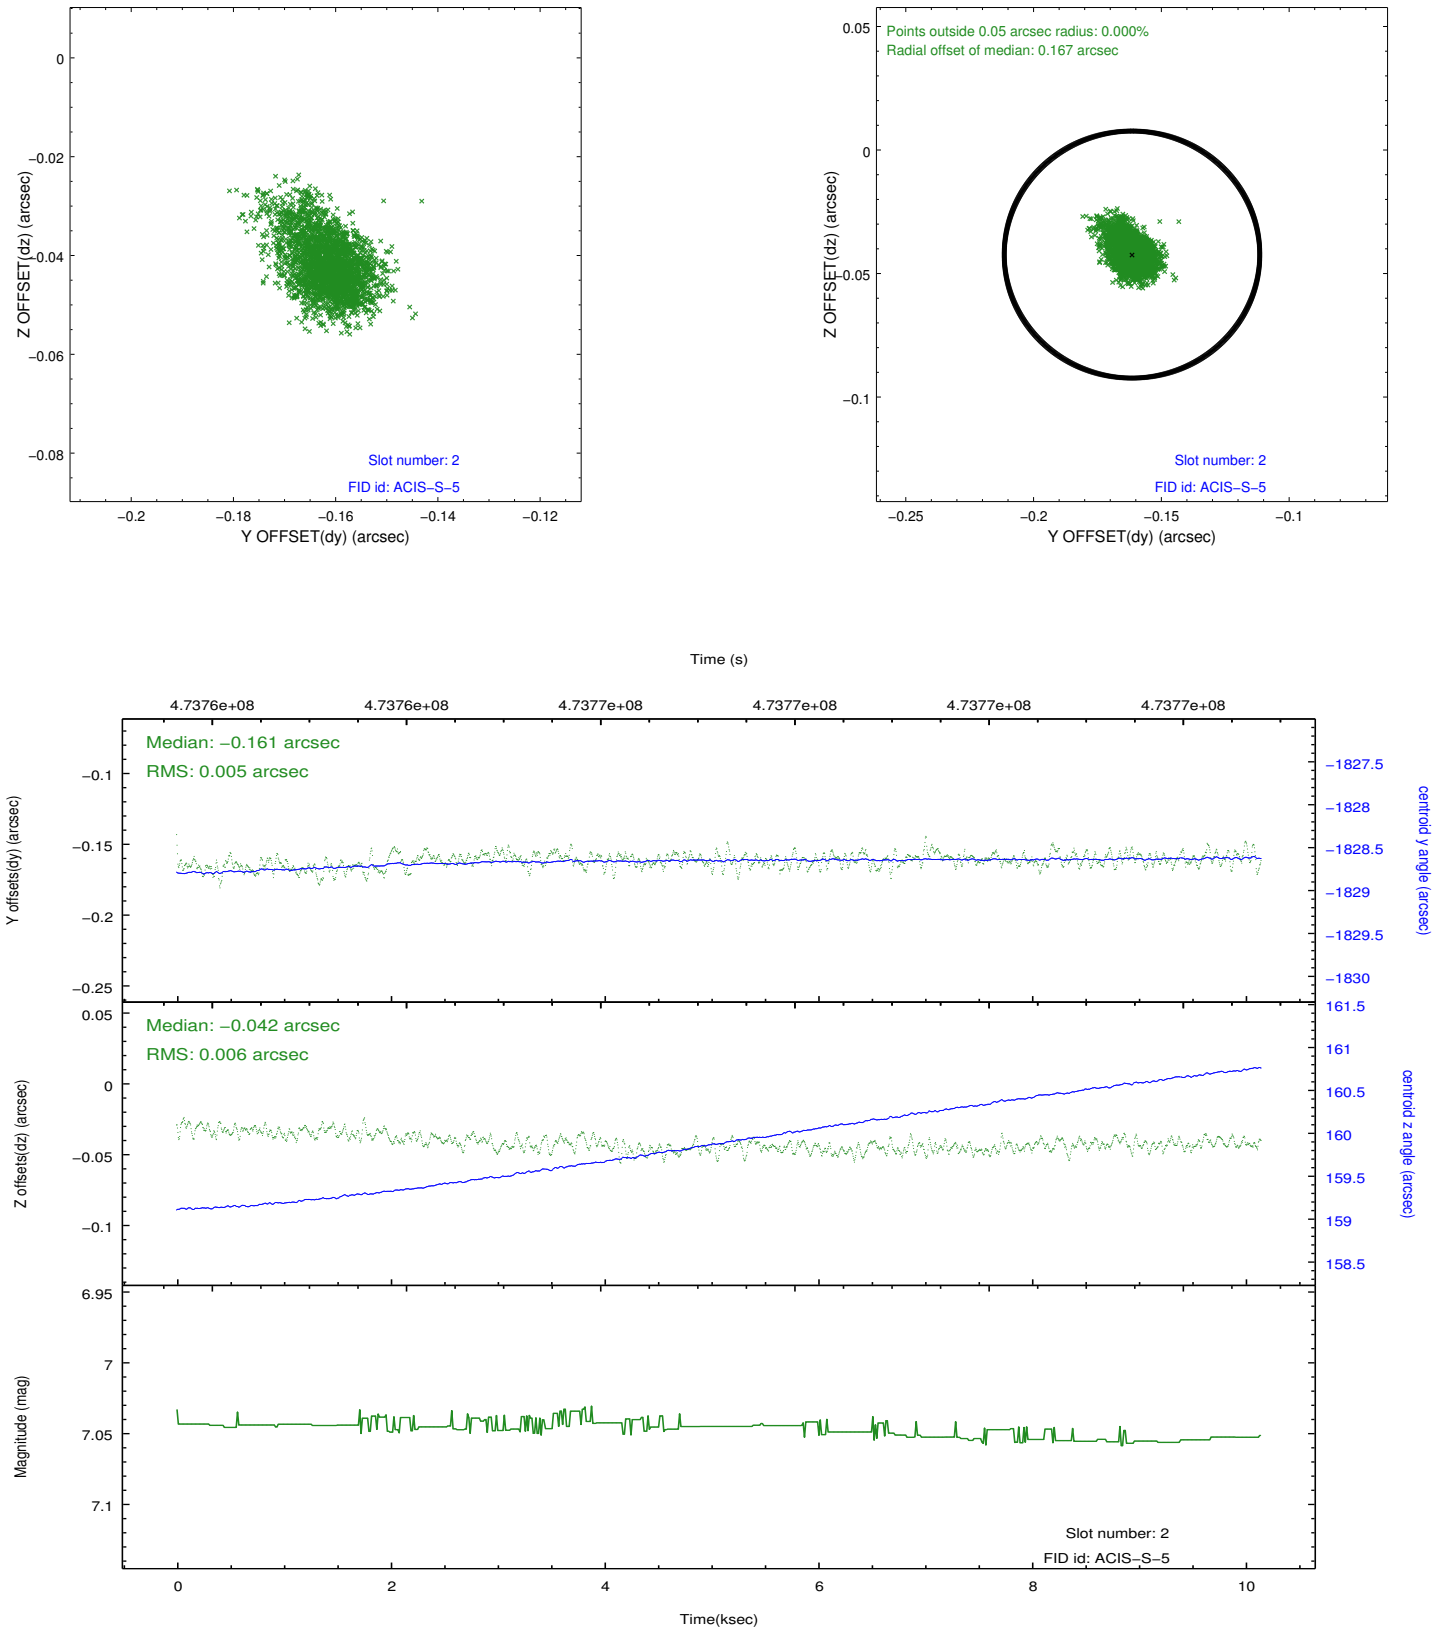 0
−0.02
−0.04
−0.06
−0.08
Z OFFSET(dz) (arcsec)
Slot number: 2
FID id: ACIS−S−5
−0.2
−0.18
−0.16
−0.14
−0.12
Y OFFSET(dy) (arcsec)
Points outside 0.05 arcsec radius: 0.000%
Radial offset of median: 0.167 arcsec
0.05
0
−0.05
−0.1
Z OFFSET(dz) (arcsec)
Slot number: 2
FID id: ACIS−S−5
−0.25
−0.2
−0.15
−0.1
Y OFFSET(dy) (arcsec)
Time (s)
4.7376e+08
4.7376e+08
4.7377e+08
4.7377e+08
4.7377e+08
4.7377e+08
Median: −0.161 arcsec
RMS: 0.005 arcsec
−0.1
−0.15
−0.2
−0.25
Y offsets(dy) (arcsec)
−1827.5
−1828
−1828.5
−1829
−1829.5
−1830
centroid y angle (arcsec)
Median: −0.042 arcsec
RMS: 0.006 arcsec
0.05
0
−0.05
−0.1
Z offsets(dz) (arcsec)
161.5
161
160.5
160
159.5
159
158.5
centroid z angle (arcsec)
6.95
7
7.05
7.1
Magnitude (mag)
Slot number: 2
FID id: ACIS−S−5
0
2
4
6
8
10
Time(ksec)